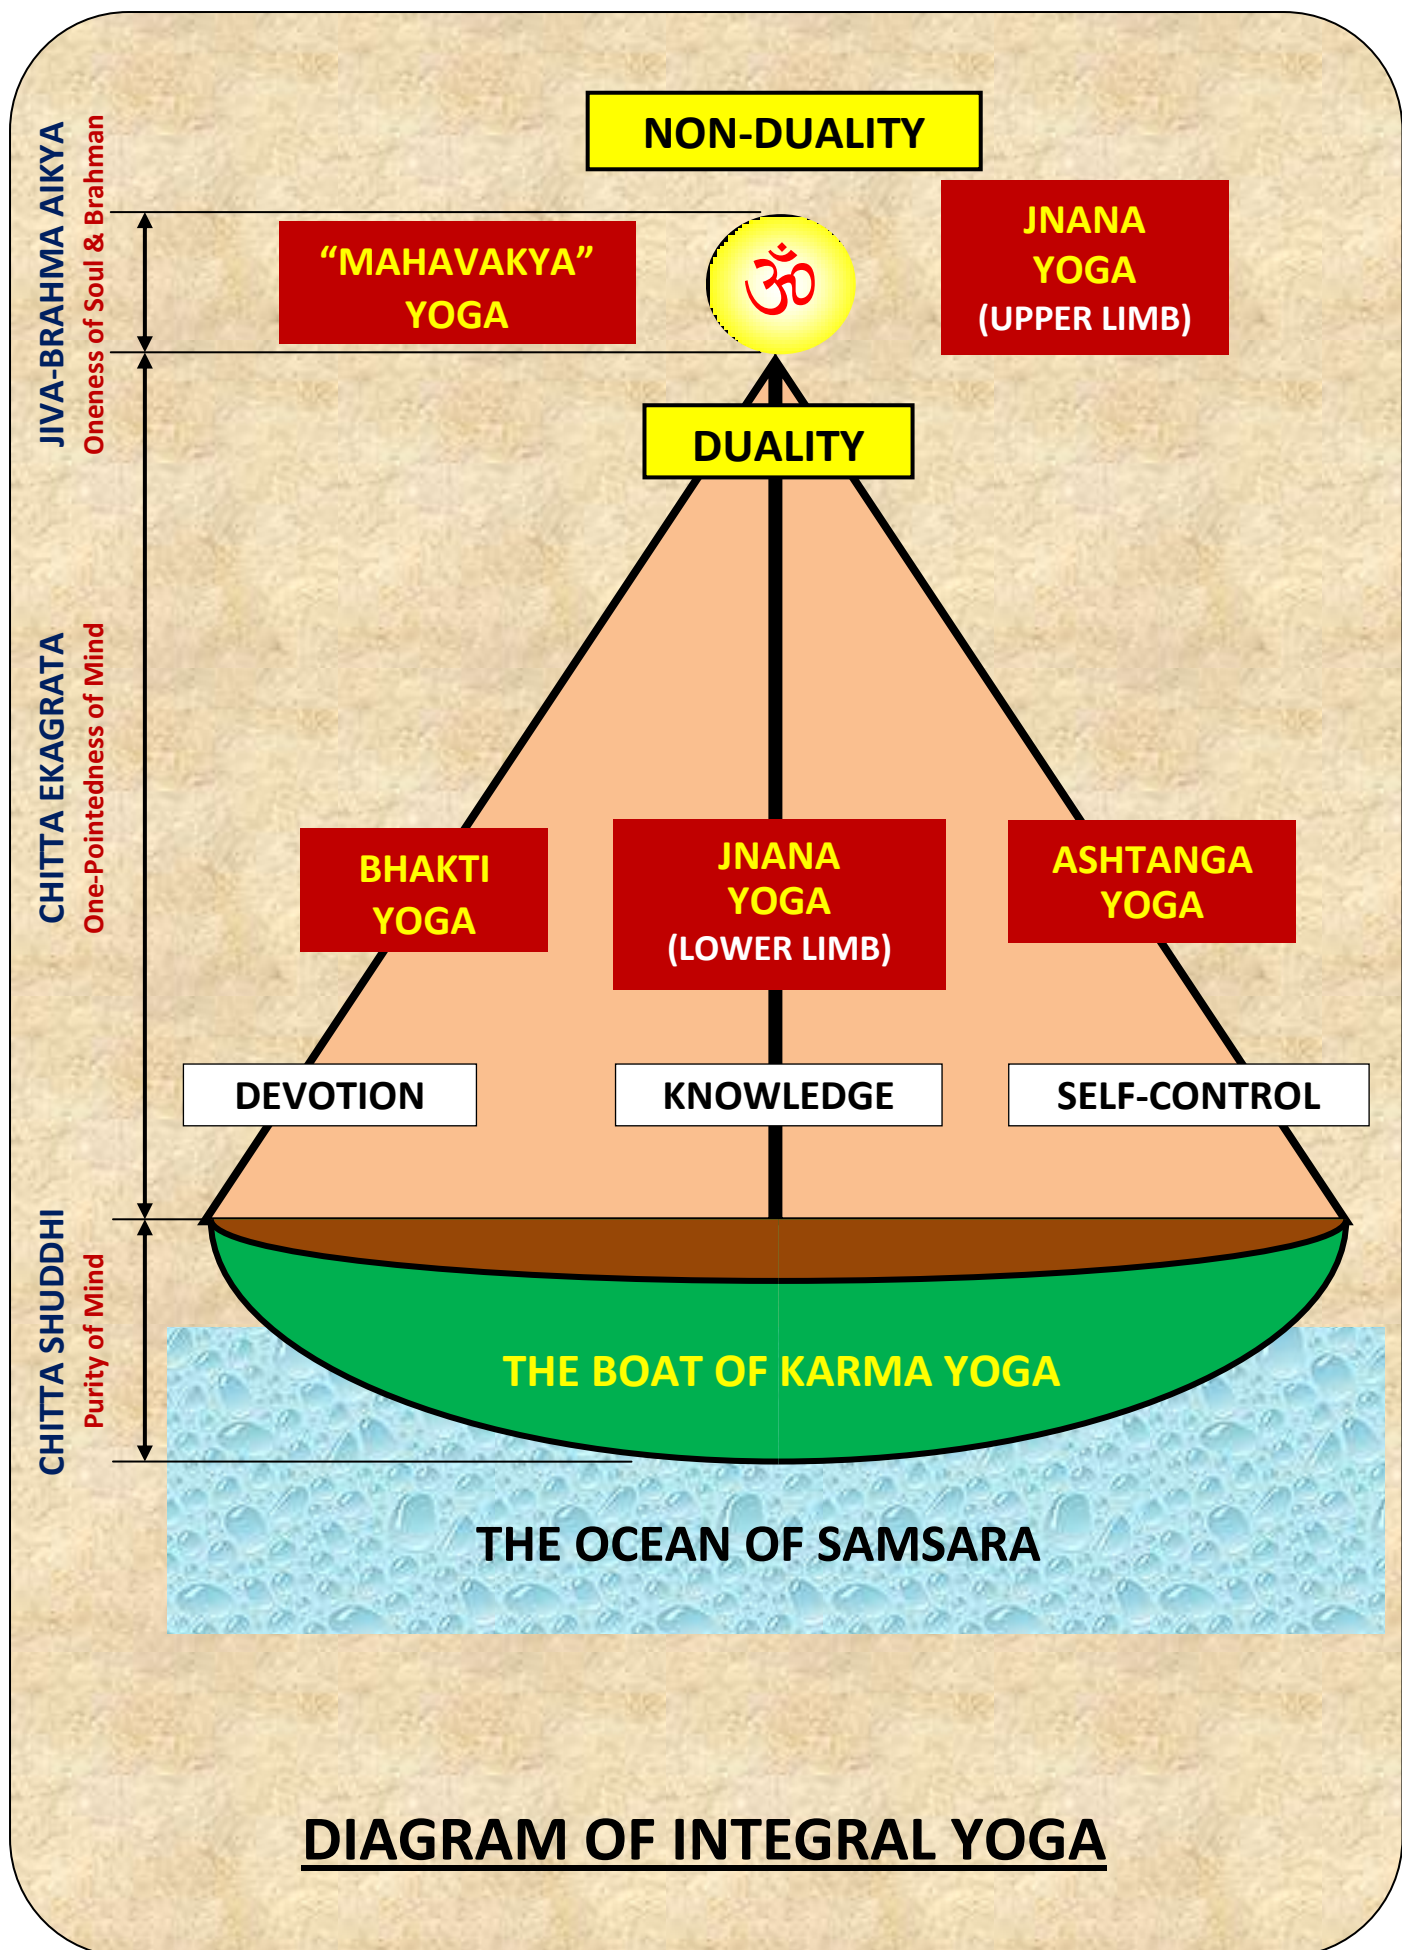 NON-DUALITY
JIVA-BRAHMA AIKYA
Oneness of Soul & Brahman
“MAHAVAKYA”
YOGA
ॐ
JNANA
YOGA
(UPPER LIMB)
DUALITY
CHITTA EKAGRATA
One-Pointedness of Mind
BHAKTI
YOGA
JNANA
YOGA
(LOWER LIMB)
ASHTANGA
YOGA
DEVOTION
KNOWLEDGE
SELF-CONTROL
CHITTA SHUDDHI
Purity of Mind
THE BOAT OF KARMA YOGA
THE OCEAN OF SAMSARA
DIAGRAM OF INTEGRAL YOGA